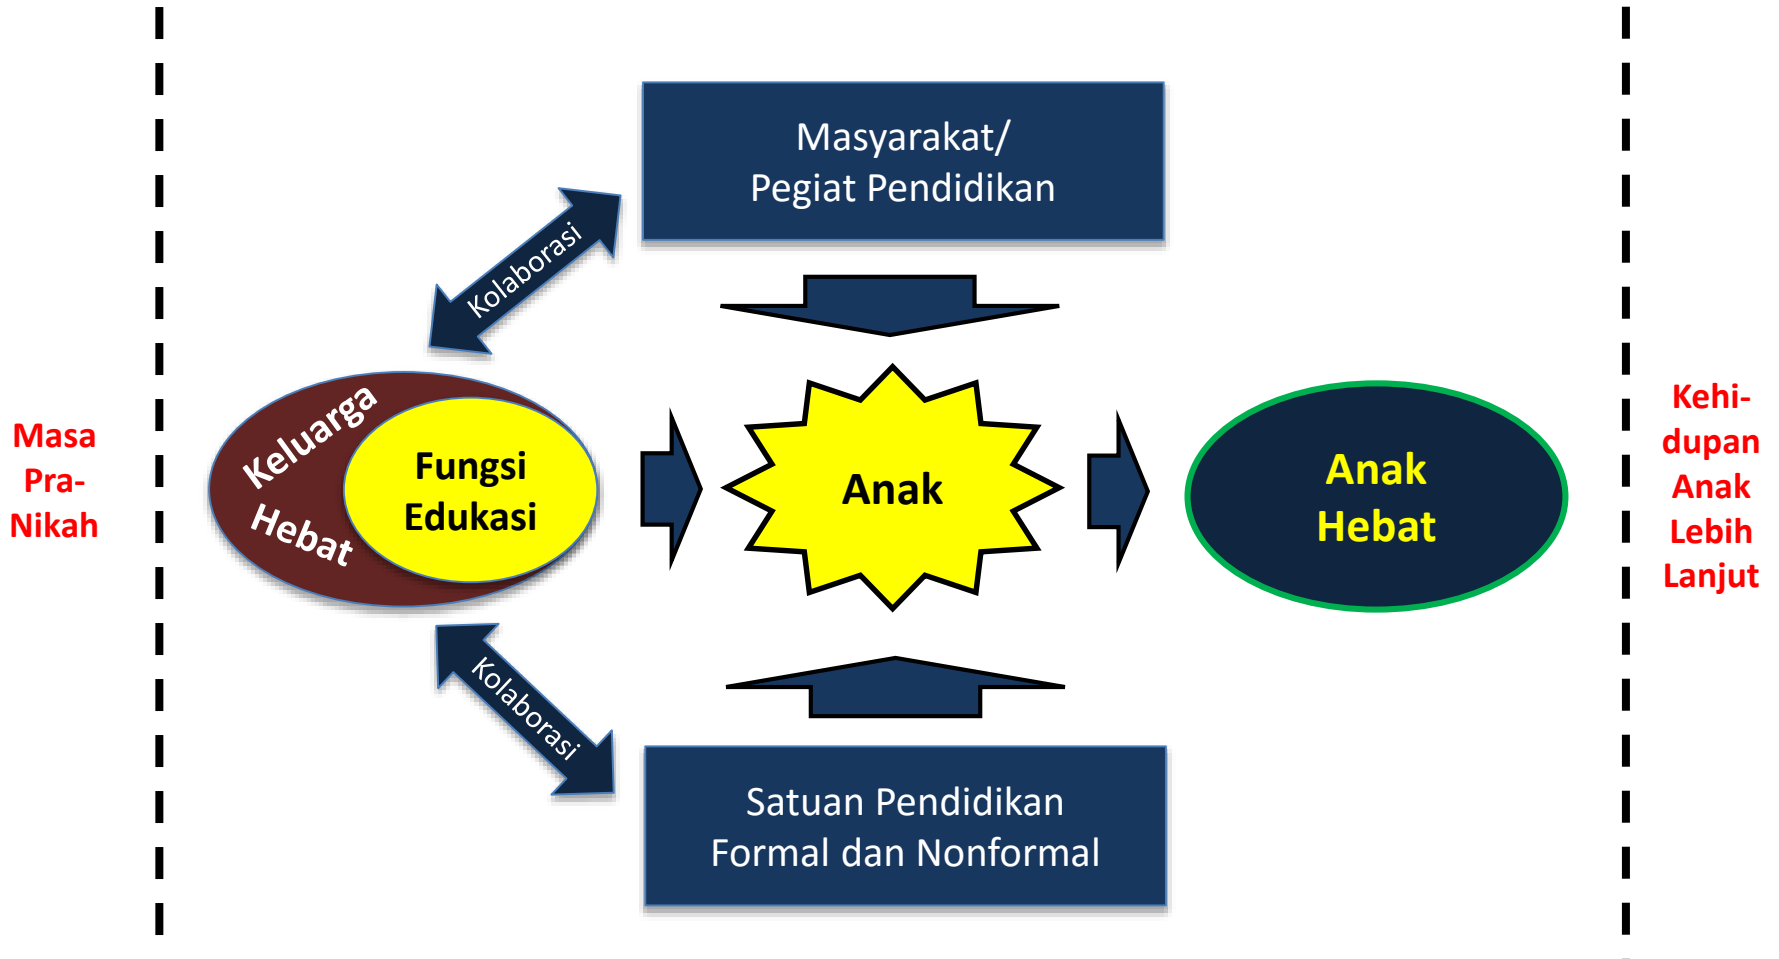 Masyarakat/
Pegiat Pendidikan
Kolaborasi
Masa
Pra-
Nikah
Keluarga
Hebat
Fungsi
Edukasi
Anak
Anak
Hebat
Kehi-
dupan
Anak
Lebih
Lanjut
Kolaborasi
Satuan Pendidikan
Formal dan Nonformal